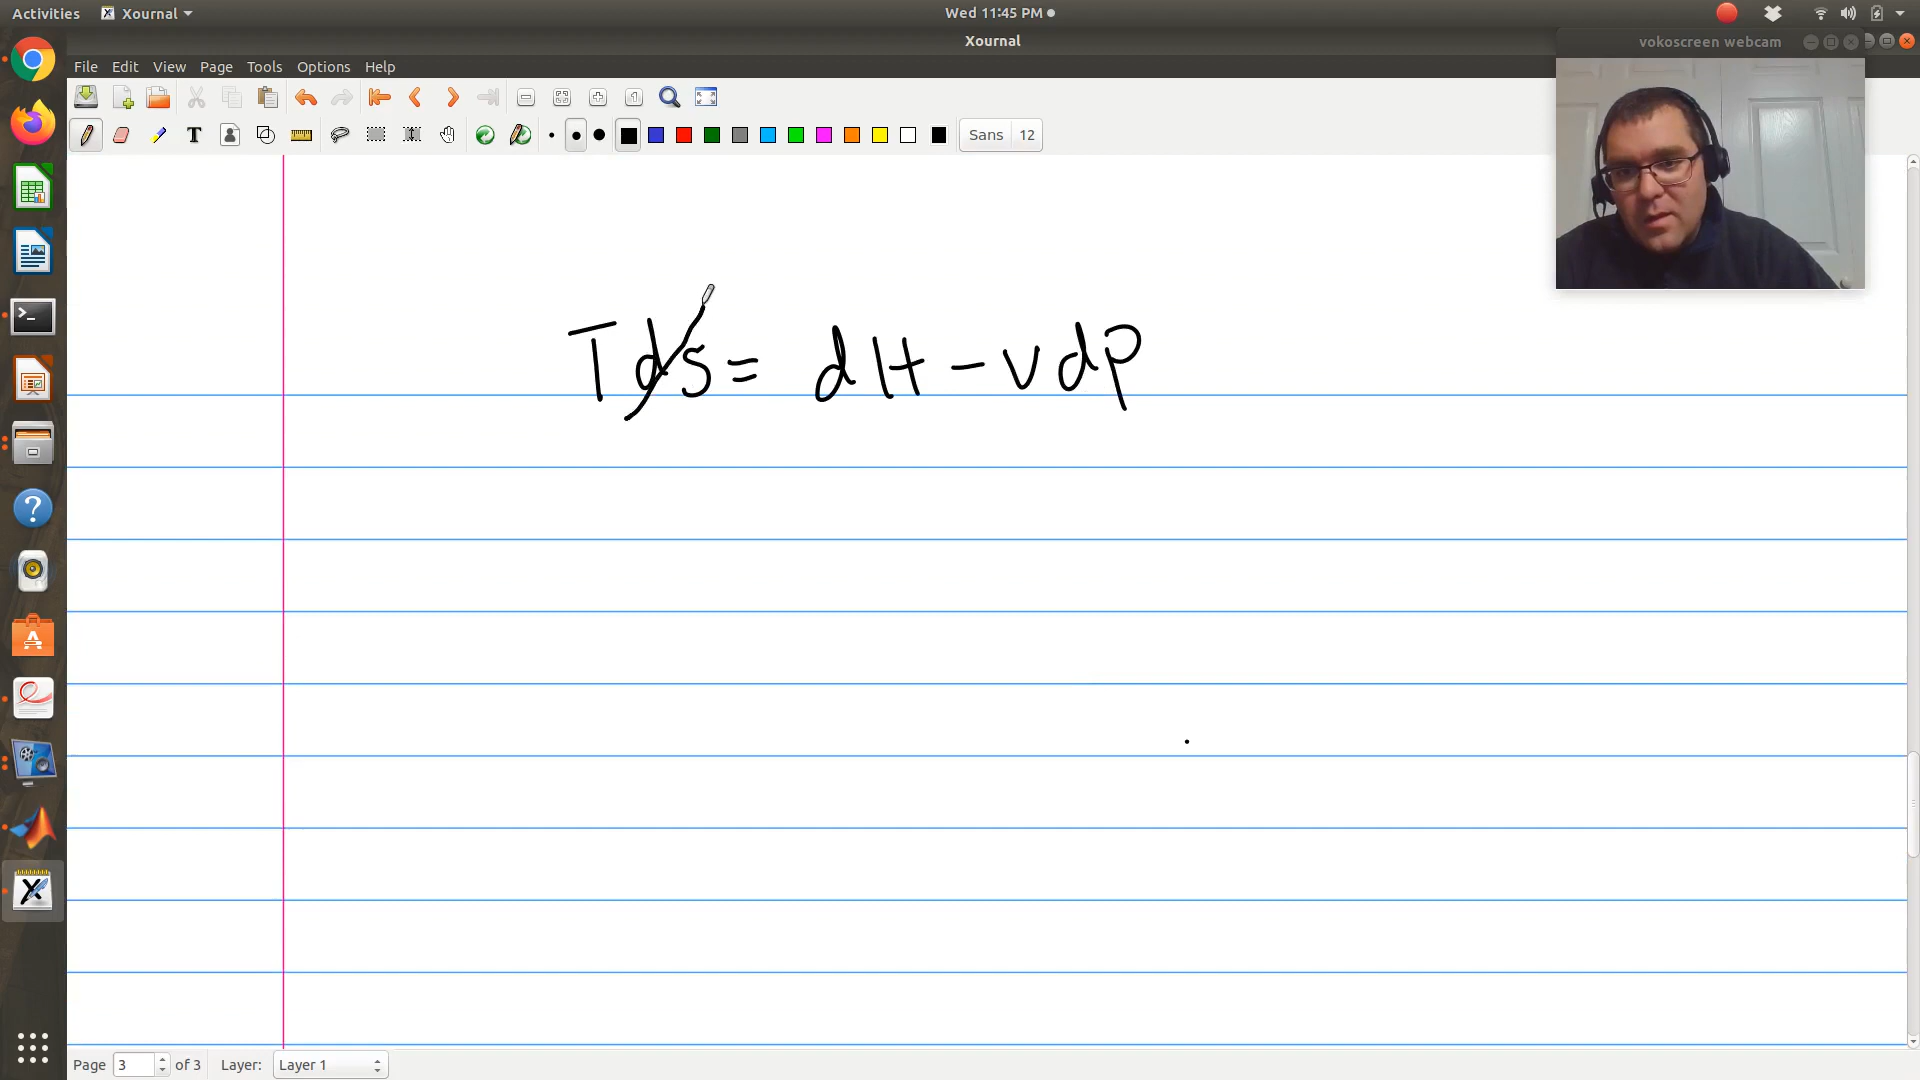 Activities Xournal Wed 11:45 PM
Xournal
vokoscreen webcam
File Edit View Page Tools Options Help
T Sans 12
Tds = dH - vdP
Page 3 of 3 Layer: Layer 1